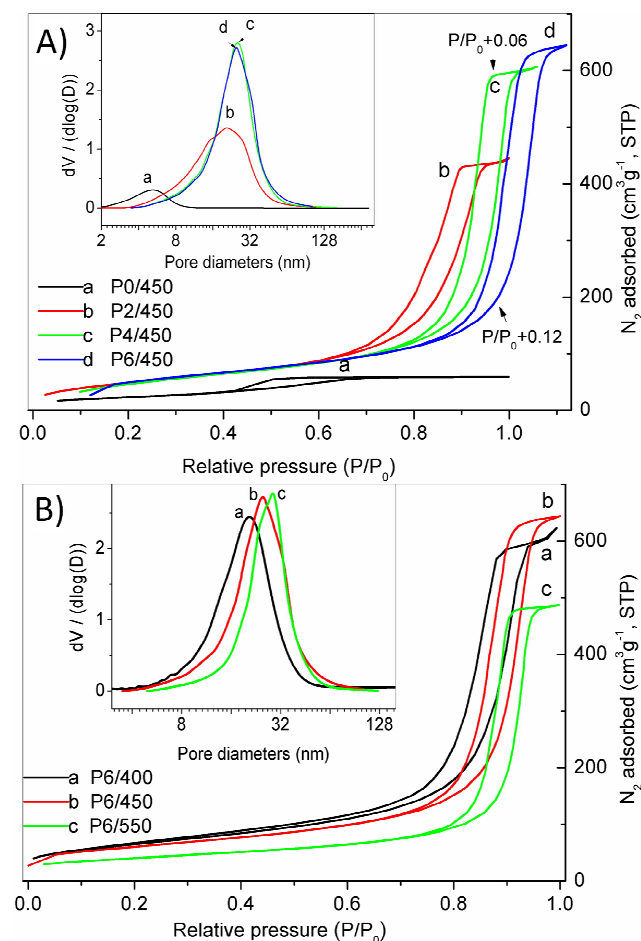 A)
dV / (dlog(D)
3
2
1
0
d
c
b
a
2
8
32
128
Pore diameters (nm)
a P0/450
b P2/450
c P4/450
d P6/450
P/P0+0.06
d
c
b
a
P/P0+0.12
600
400
200
0
N2 adsorbed (cm3g-1, STP)
0.0
0.2
0.4
0.6
0.8
1.0
Relative pressure (P/P0)
B)
dV / (dlog(D)
2
1
0
a
b
c
8
32
128
Pore diameters (nm)
a P6/400
b P6/450
c P6/550
b
a
c
600
400
200
0
N2 adsorbed (cm3g-1, STP)
0.0
0.2
0.4
0.6
0.8
1.0
Relative pressure (P/P0)